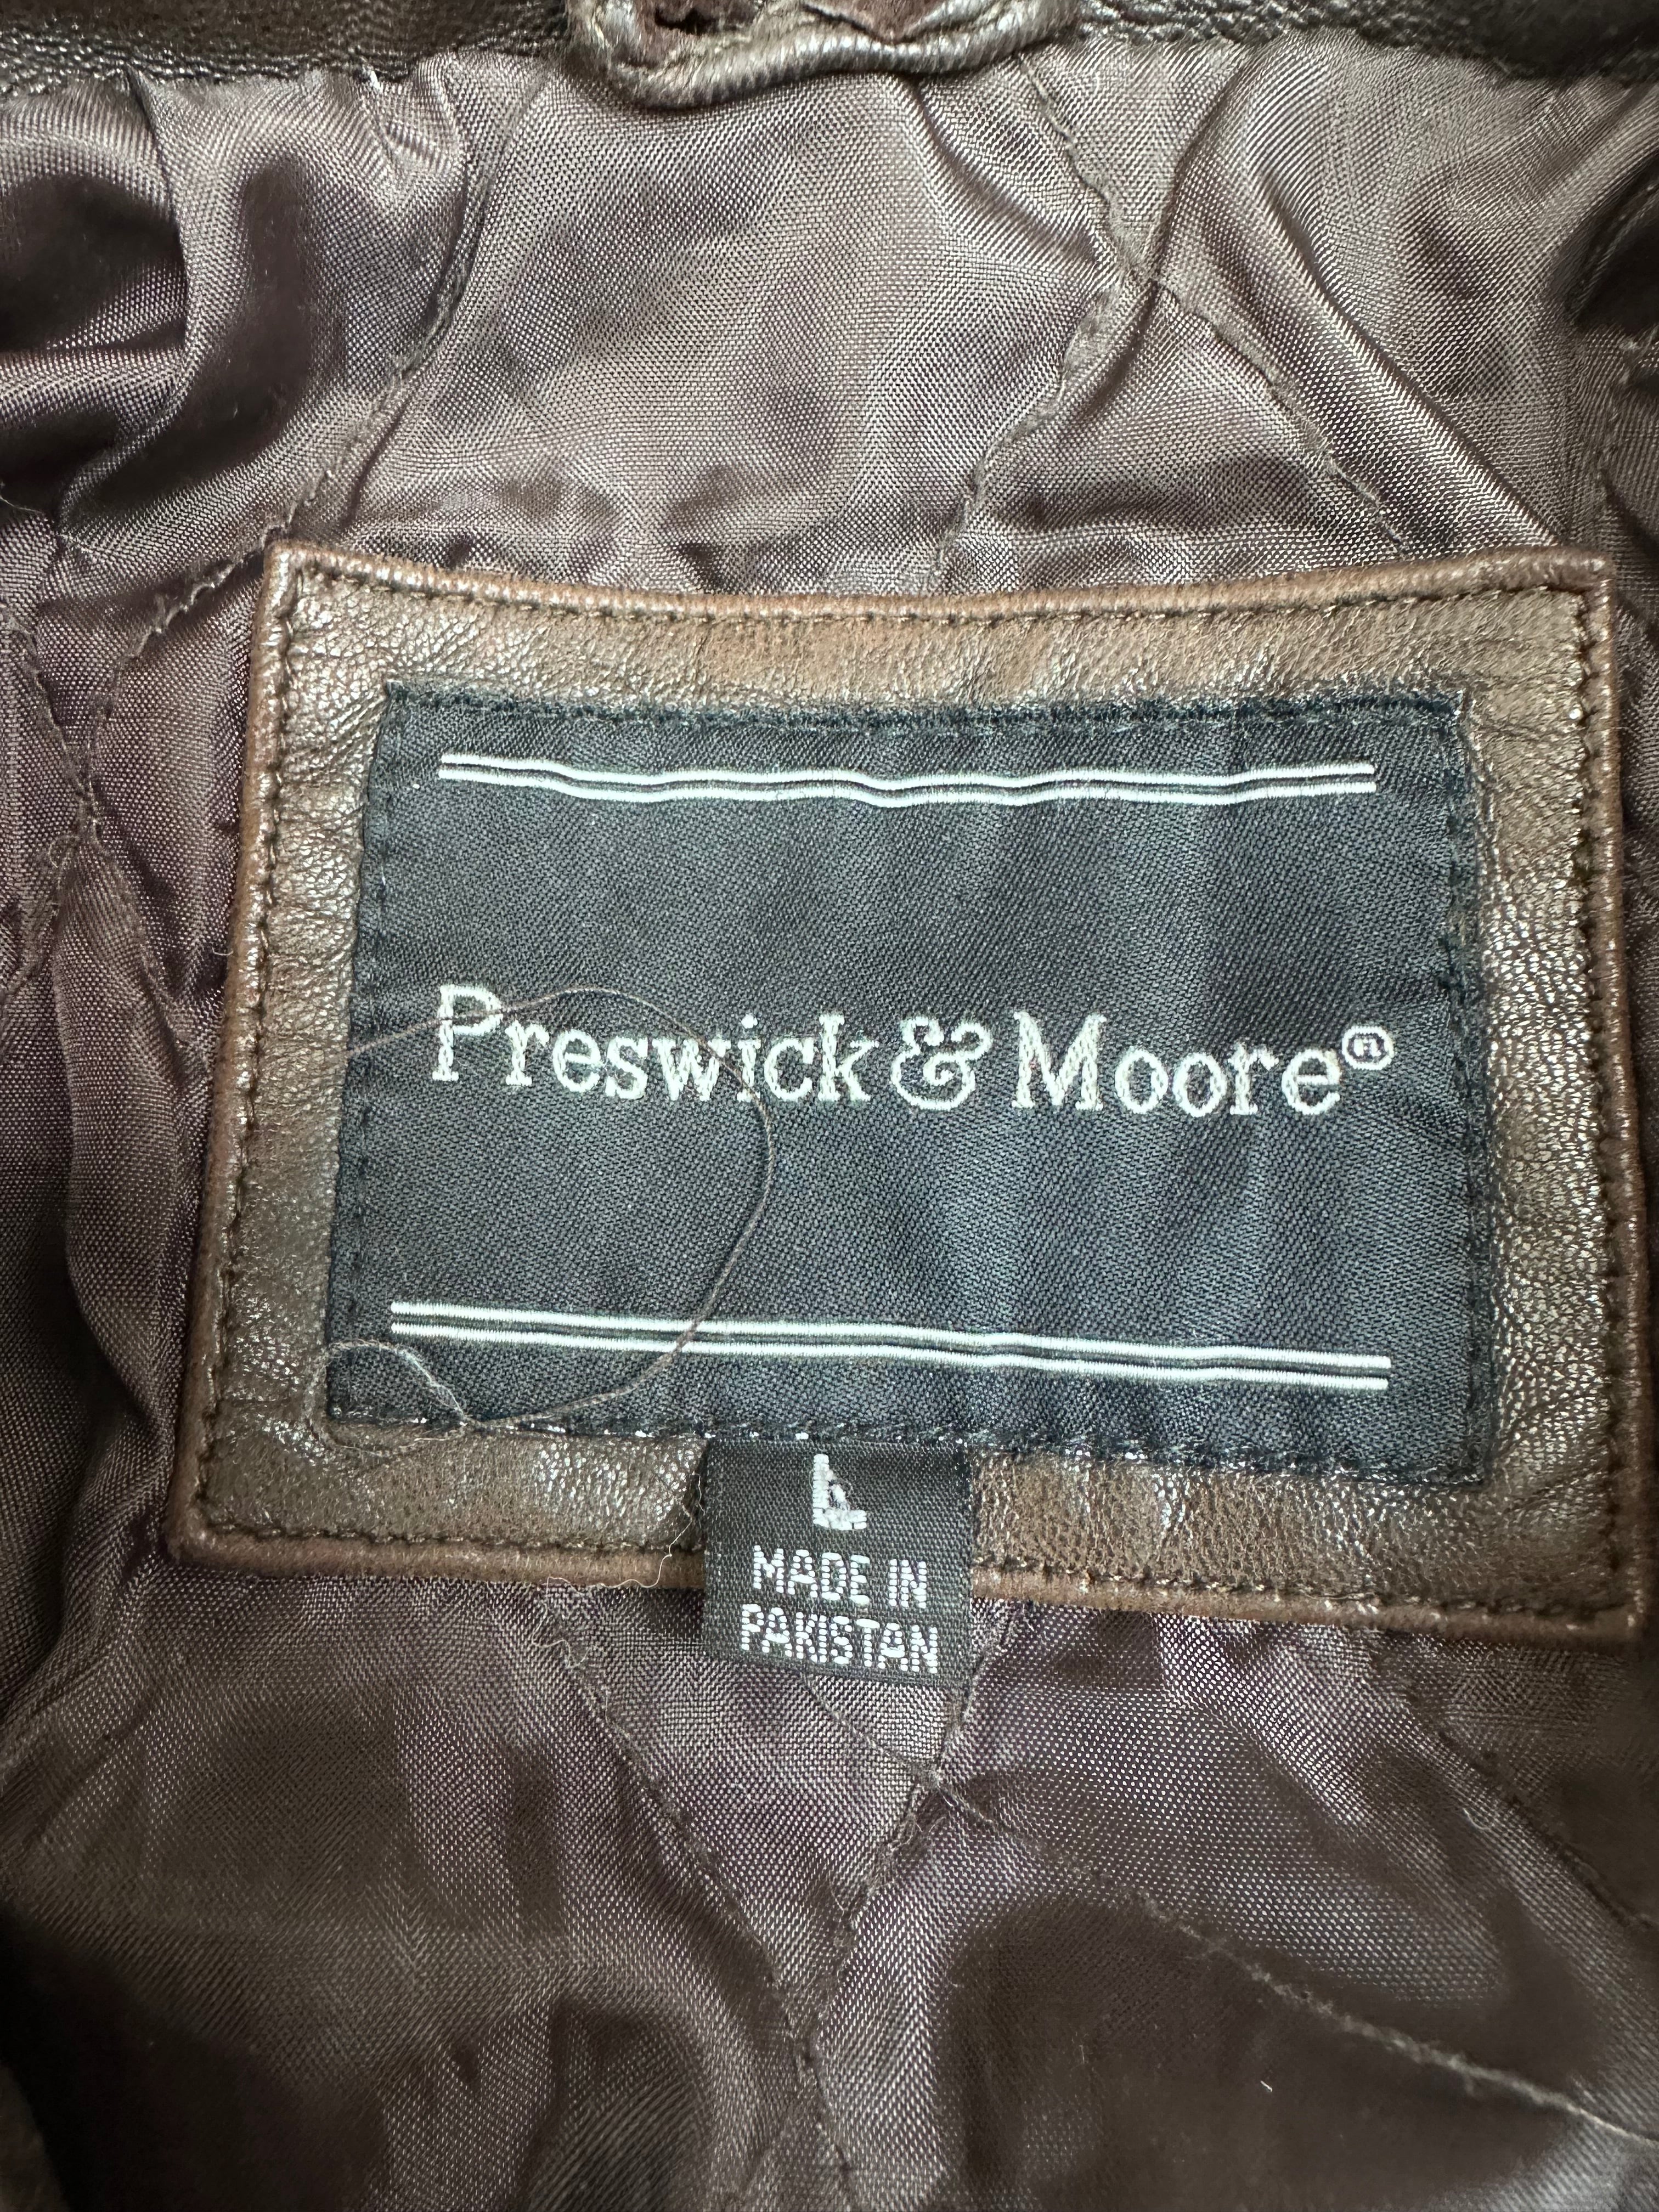 Preswick & Moore®
L
MADE IN
PAKISTAN